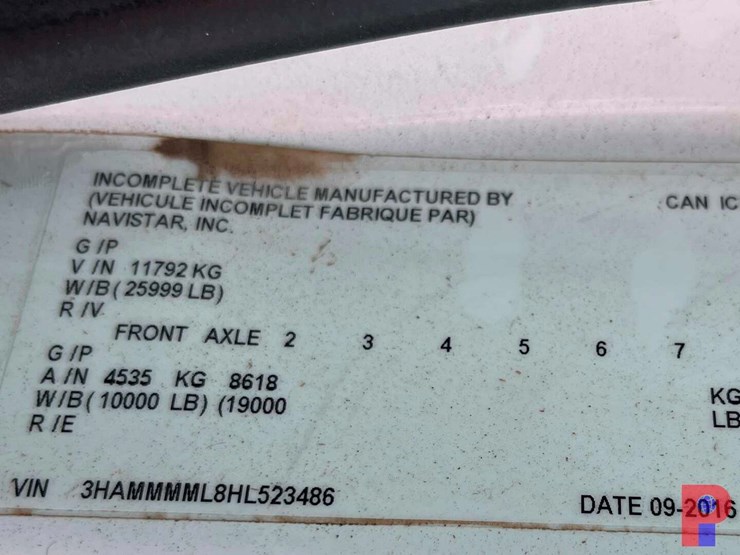 INCOMPLETE VEHICLE MANUFACTURED BY CAN IC
(VEHICULE INCOMPLET FABRIQUE PAR)
NAVISTAR, INC.
G /P
V / N 11792 KG
W/B( 25999 LB)
R /V
FRONT AXLE 2 3 4 5 6 7
G /P
A /N 4535 KG 8618 KG
W/B( 10000 LB) (19000 LB
R /E
VIN 3HAMMMML8HL523486 DATE 09-2016